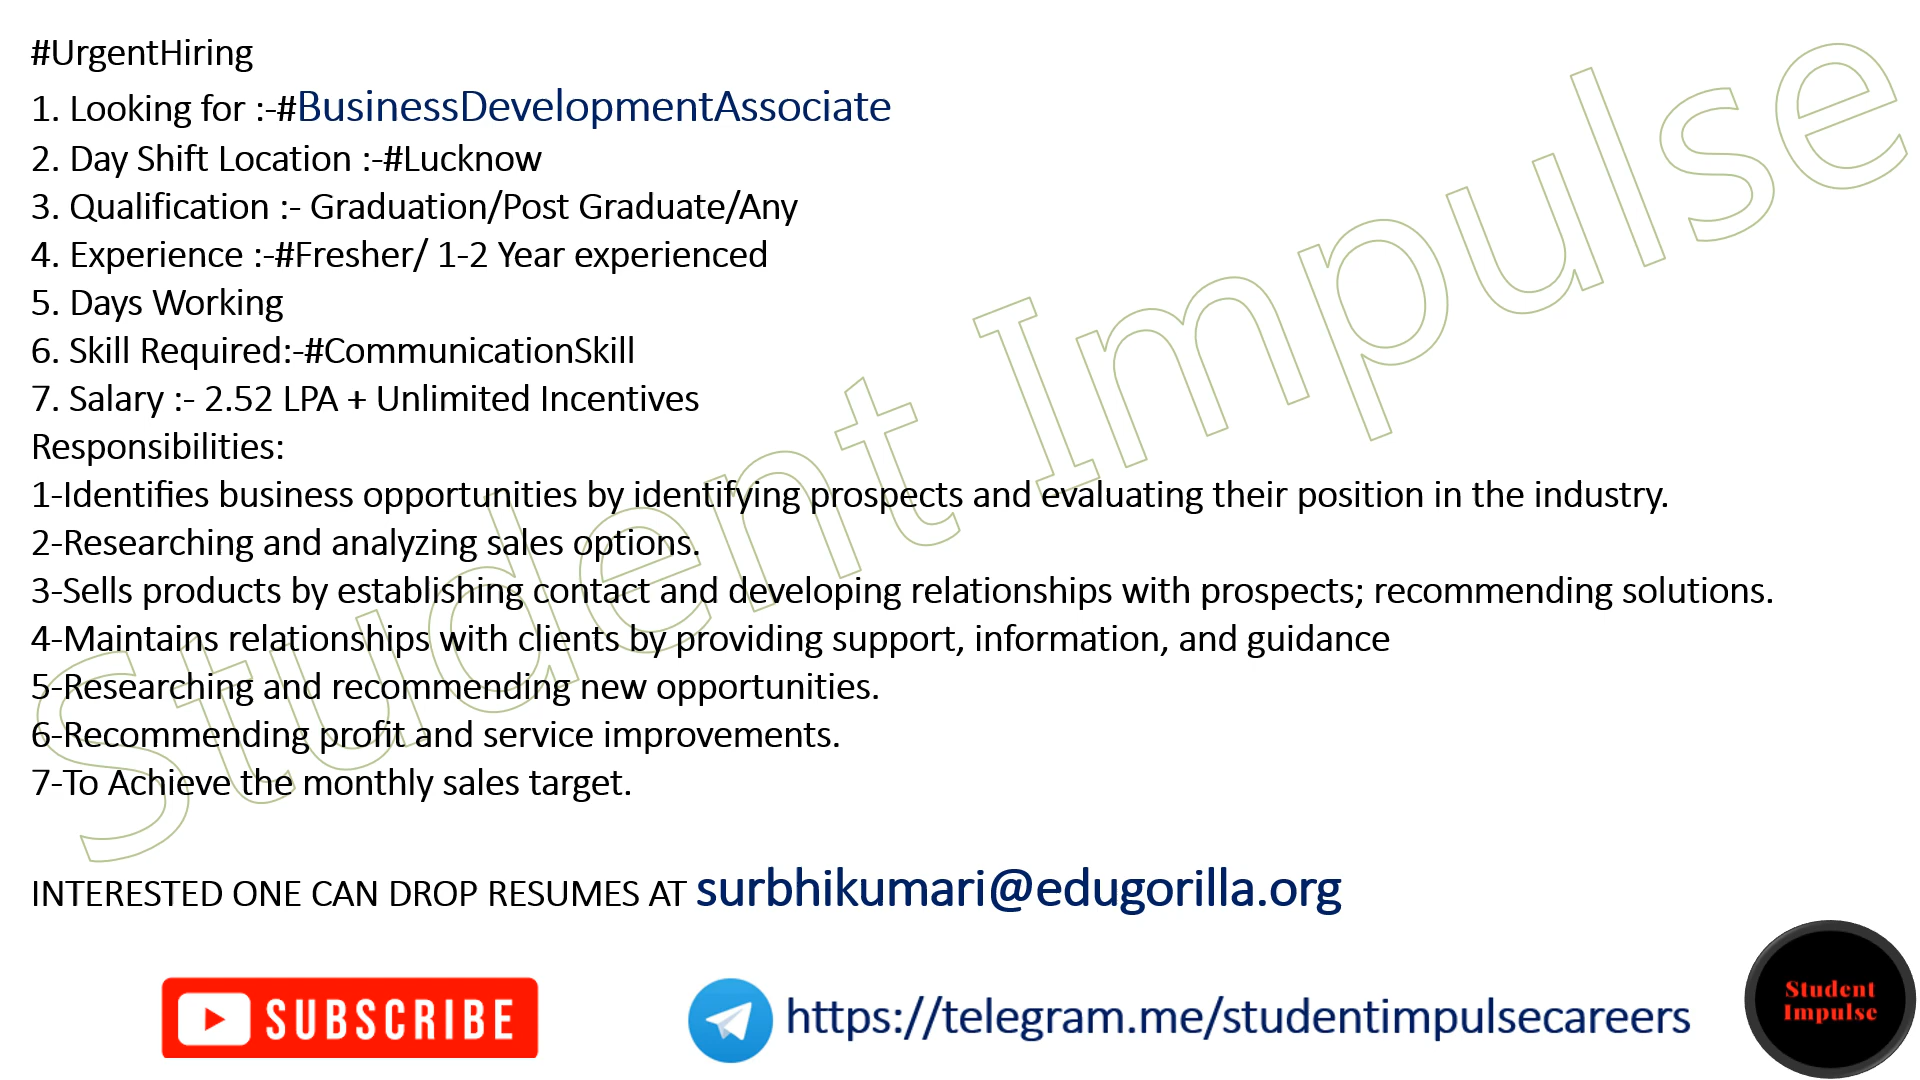 #UrgentHiring
1. Looking for :-#BusinessDevelopmentAssociate
2. Day Shift Location :-#Lucknow
3. Qualification :- Graduation/Post Graduate/Any
4. Experience :-#Fresher/ 1-2 Year experienced
5. Days Working
6. Skill Required:-#CommunicationSkill
7. Salary :- 2.52 LPA + Unlimited Incentives
Responsibilities:
1-Identifies business opportunities by identifying prospects and evaluating their position in the industry.
2-Researching and analyzing sales options.
3-Sells products by establishing contact and developing relationships with prospects; recommending solutions.
4-Maintains relationships with clients by providing support, information, and guidance
5-Researching and recommending new opportunities.
6-Recommending profit and service improvements.
7-To Achieve the monthly sales target.
INTERESTED ONE CAN DROP RESUMES AT surbhikumari@edugorilla.org
SUBSCRIBE
https://telegram.me/studentimpulsecareers
Student
Impulse
Student Impulse